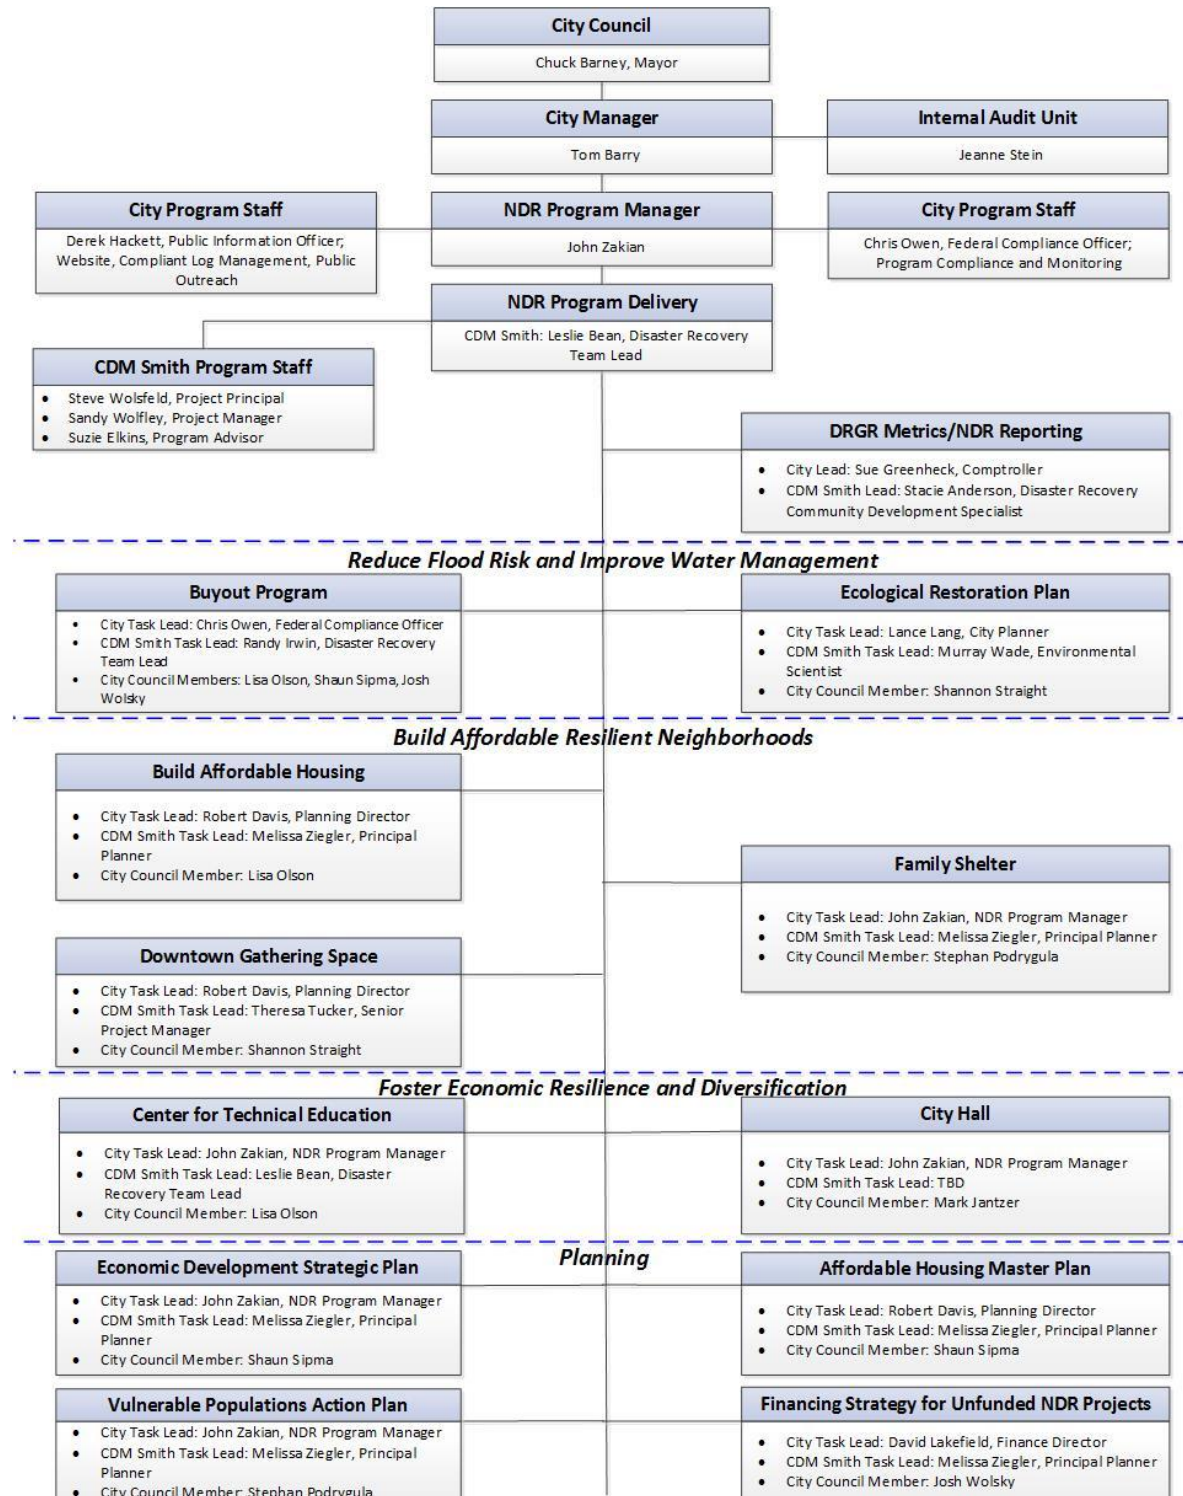 City Council
Chuck Barney, Mayor
City Manager
Tom Barry
Internal Audit Unit
Jeanne Stein
City Program Staff
Derek Hackett, Public Information Officer;
Website, Compliant Log Management, Public
Outreach
NDR Program Manager
John Zakian
City Program Staff
Chris Owen, Federal Compliance Officer;
Program Compliance and Monitoring
NDR Program Delivery
CDM Smith: Leslie Bean, Disaster Recovery
Team Lead
CDM Smith Program Staff
• Steve Wolsfeld, Project Principal
• Sandy Wolfley, Project Manager
• Suzie Elkins, Program Advisor
DRGR Metrics/NDR Reporting
• City Lead: Sue Greenheck, Comptroller
• CDM Smith Lead: Stacie Anderson, Disaster Recovery
Community Development Specialist
Reduce Flood Risk and Improve Water Management
Buyout Program
• City Task Lead: Chris Owen, Federal Compliance Officer
• CDM Smith Task Lead: Randy Irwin, Disaster Recovery
Team Lead
• City Council Members: Lisa Olson, Shaun Sipma, Josh
Wolsky
Ecological Restoration Plan
• City Task Lead: Lance Lang, City Planner
• CDM Smith Task Lead: Murray Wade, Environmental
Scientist
• City Council Member: Shannon Straight
Build Affordable Resilient Neighborhoods
Build Affordable Housing
• City Task Lead: Robert Davis, Planning Director
• CDM Smith Task Lead: Melissa Ziegler, Principal
Planner
• City Council Member: Lisa Olson
Family Shelter
• City Task Lead: John Zakian, NDR Program Manager
• CDM Smith Task Lead: Melissa Ziegler, Principal Planner
• City Council Member: Stephan Podrygula
Downtown Gathering Space
• City Task Lead: Robert Davis, Planning Director
• CDM Smith Task Lead: Theresa Tucker, Senior
Project Manager
• City Council Member: Shannon Straight
Foster Economic Resilience and Diversification
Center for Technical Education
• City Task Lead: John Zakian, NDR Program Manager
• CDM Smith Task Lead: Leslie Bean, Disaster
Recovery Team Lead
• City Council Member: Lisa Olson
City Hall
• City Task Lead: John Zakian, NDR Program Manager
• CDM Smith Task Lead: TBD
• City Council Member: Mark Jantzer
Planning
Economic Development Strategic Plan
• City Task Lead: John Zakian, NDR Program Manager
• CDM Smith Task Lead: Melissa Ziegler, Principal
Planner
• City Council Member: Shaun Sipma
Affordable Housing Master Plan
• City Task Lead: Robert Davis, Planning Director
• CDM Smith Task Lead: Melissa Ziegler, Principal Planner
• City Council Member: Shaun Sipma
Vulnerable Populations Action Plan
• City Task Lead: John Zakian, NDR Program Manager
• CDM Smith Task Lead: Melissa Ziegler, Principal
Planner
• City Council Member: Stephan Podrygula
Financing Strategy for Unfunded NDR Projects
• City Task Lead: David Lakefield, Finance Director
• CDM Smith Task Lead: Melissa Ziegler, Principal Planner
• City Council Member: Josh Wolsky